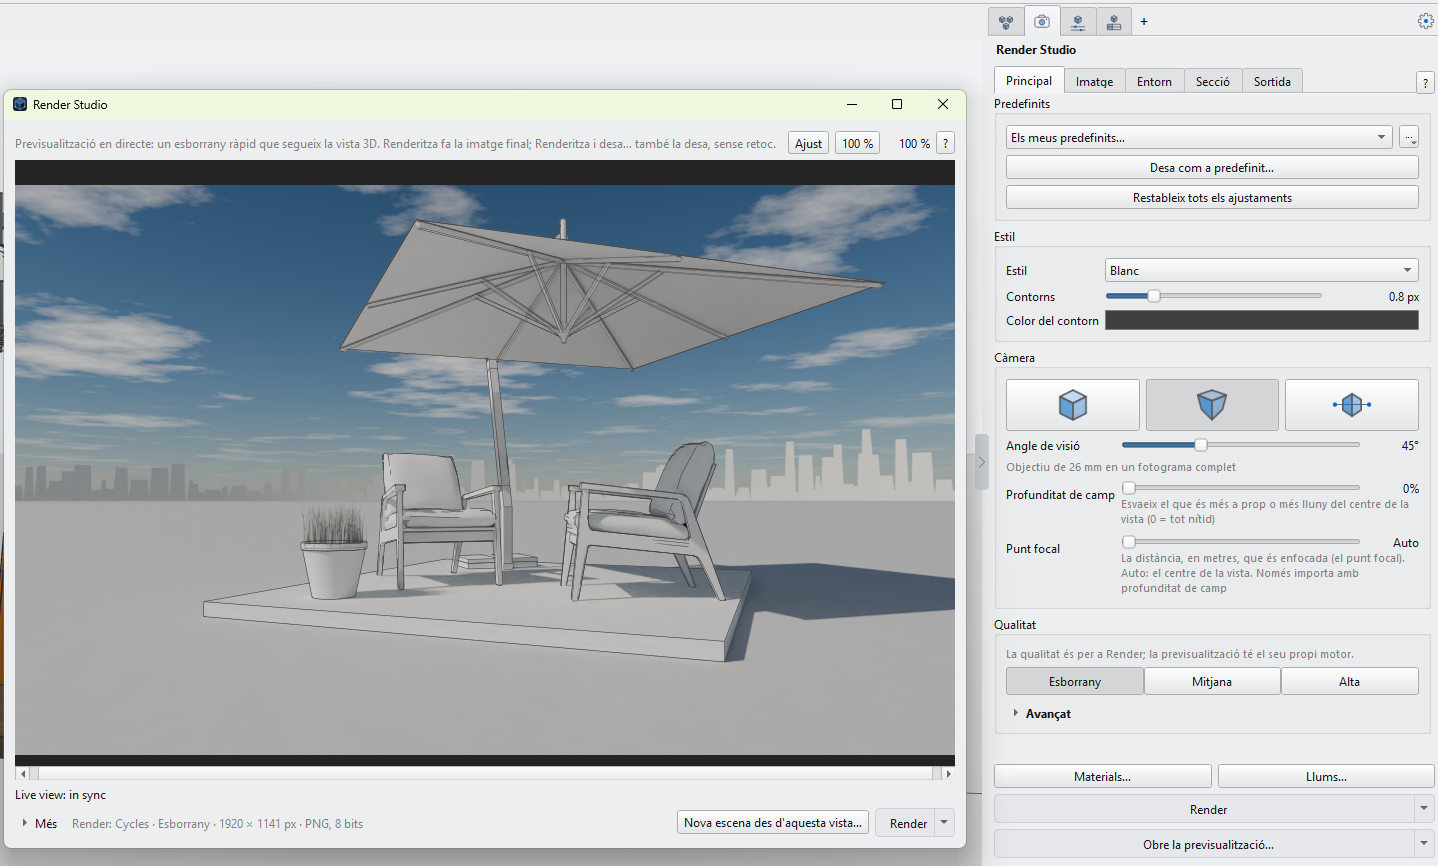 +
Render Studio
Principal
Imatge
Entorn
Secció
Sortida
?
Predefinits
Els meus predefinits...
...
Desa com a predefinit...
Restableix tots els ajustaments
Estil
Estil
Blanc
Contorns
0.8 px
Color del contorn
Càmera
Angle de visió
45°
Objectiu de 26 mm en un fotograma complet
Profunditat de camp
0%
Esvaeix el que és més a prop o més lluny del centre de la
vista (0 = tot nítid)
Punt focal
Auto
La distància, en metres, que és enfocada (el punt focal).
Auto: el centre de la vista. Només importa amb
profunditat de camp
Qualitat
La qualitat és per a Render; la previsualització té el seu propi motor.
Esborrany
Mitjana
Alta
Avançat
Materials...
Llums...
Render
Obre la previsualització...
Render Studio
Previsualització en directe: un esborrany ràpid que segueix la vista 3D. Renderitza fa la imatge final; Renderitza i desa... també la desa, sense retoc.
Ajust
100 %
100 %
?
Live view: in sync
Més
Render: Cycles · Esborrany · 1920 × 1141 px · PNG, 8 bits
Nova escena des d'aquesta vista...
Render